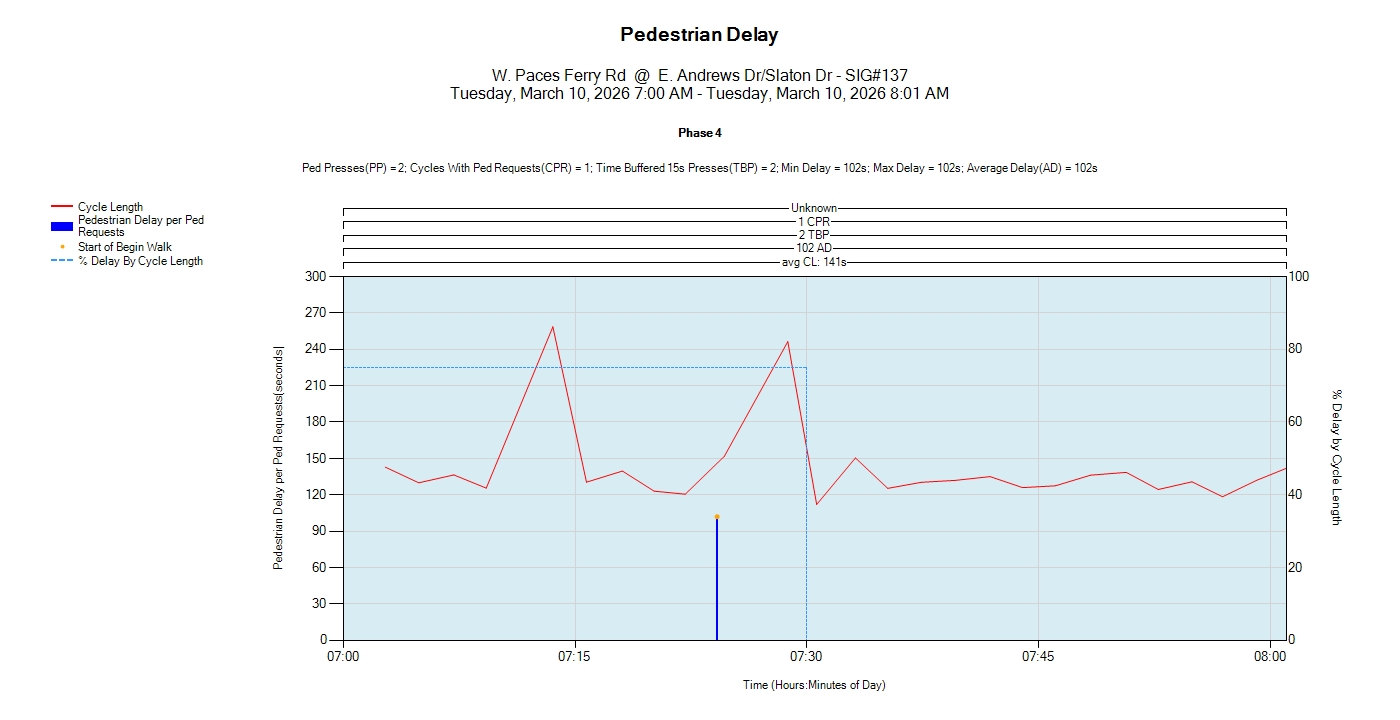 Pedestrian Delay
W. Paces Ferry Rd @ E. Andrews Dr/Slaton Dr - SIG#137
Tuesday, March 10, 2026 7:00 AM - Tuesday, March 10, 2026 8:01 AM
Phase 4
Ped Presses(PP) = 2; Cycles With Ped Requests(CPR) = 1; Time Buffered 15s Presses(TBP) = 2; Min Delay = 102s; Max Delay = 102s; Average Delay(AD) = 102s
Cycle Length
Pedestrian Delay per Ped
Requests
Start of Begin Walk
% Delay By Cycle Length
Unknown
1 CPR
2 TBP
102 AD
avg CL: 141s
300
270
240
210
180
150
120
90
60
30
0
Pedestrian Delay per Ped Requests(seconds)
100
80
60
40
20
0
% Delay by Cycle Length
07:00
07:15
07:30
07:45
08:00
Time (Hours:Minutes of Day)